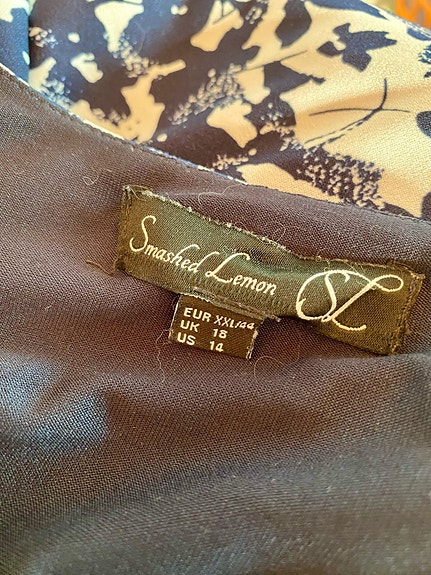 Smashed Lemon SL
EUR XXL/44
UK 18
US 14